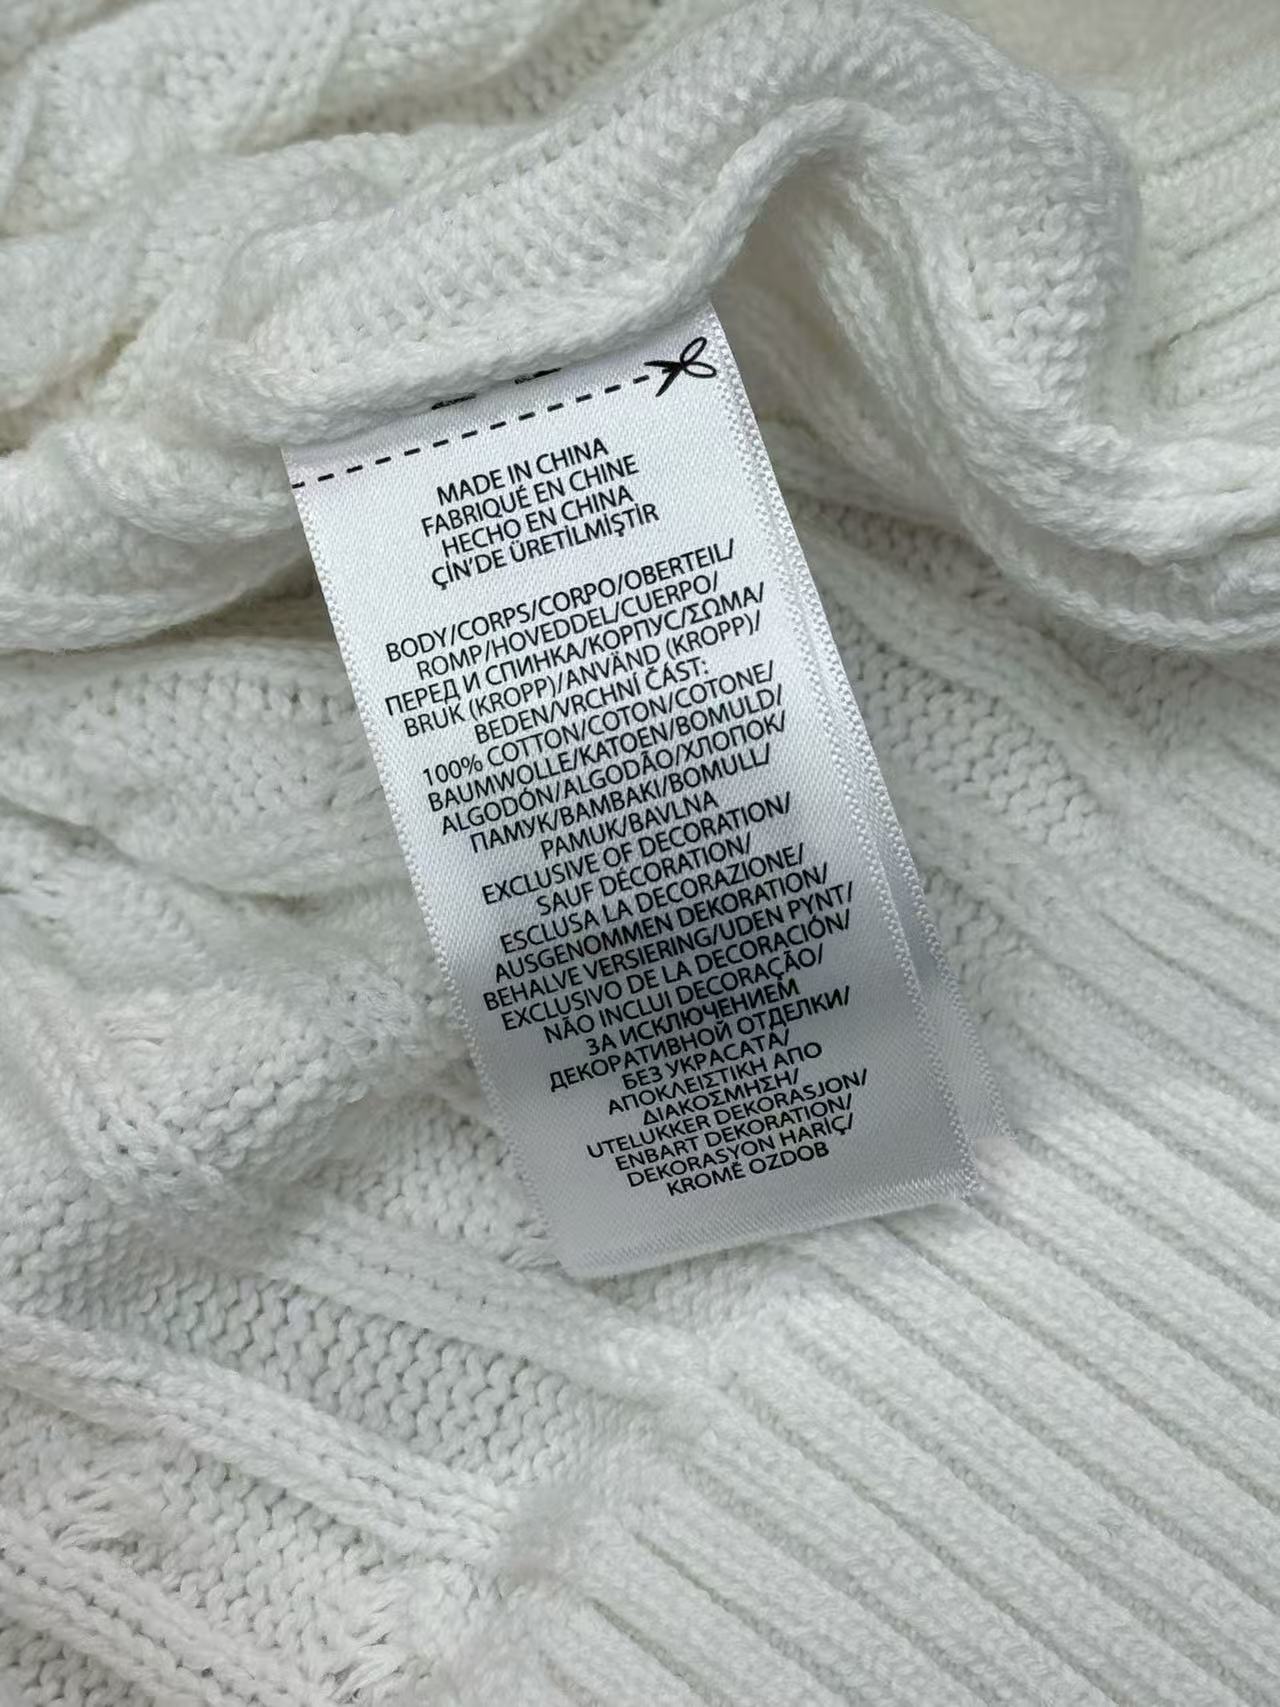 MADE IN CHINA
FABRIQUÉ EN CHINE
HECHO EN CHINA
ÇİN'DE ÜRETİLMİŞTİR
BODY/CORPS/CORPO/OBERTEIL/
ROMP/HOVEDDEL/CUERPO/
ПЕРЕД И СПИНКА/КОРПУС/ΣΩΜΑ/
BRUK (KROPP)/ANVÄND (KROPP)/
BEDEN/VRCHNÍ ČÁST:
100% COTTON/COTON/COTONE/
BAUMWOLLE/KATOEN/BOMULD/
ALGODÓN/ALGODÃO/ХЛОПОК/
ПАМУК/ΒΑΜΒΑΚΙ/BOMULL/
PAMUK/BAVLNA
EXCLUSIVE OF DECORATION/
SAUF DÉCORATION/
ESCLUSA LA DECORAZIONE/
AUSGENOMMEN DEKORATION/
BEHALVE VERSIERING/UDEN PYNT/
EXCLUSIVO DE LA DECORACIÓN/
NÃO INCLUI DECORAÇÃO/
ЗА ИСКЛЮЧЕНИЕМ
ДЕКОРАТИВНОЙ ОТДЕЛКИ/
БЕЗ УКРАСАТА/
ΑΠΟΚΛΕΙΣΤΙΚΗ ΑΠΟ
ΔΙΑΚΟΣΜΗΣΗ/
UTELUKKER DEKORASJON/
ENBART DEKORATION/
DEKORASYON HARIÇ/
KROMĚ OZDOB